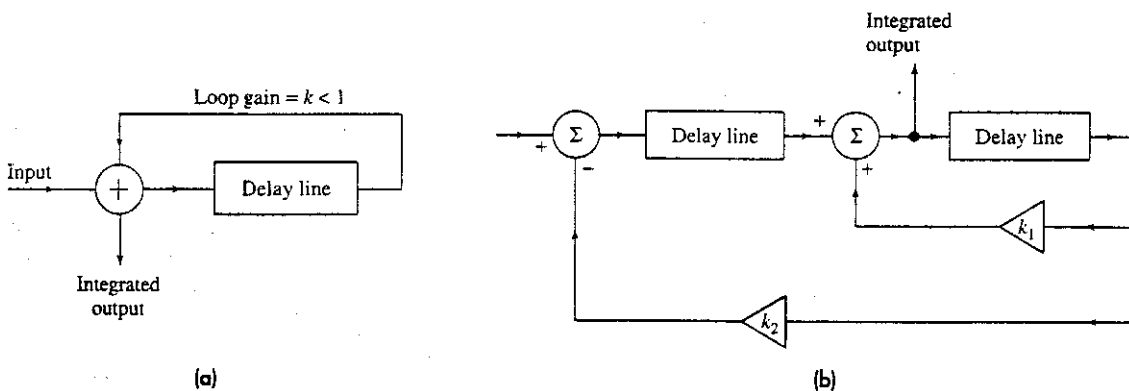 Loop gain = k < 1
Input
+
Delay line
Integrated
output
(a)
Integrated
output
Σ
+
−
Delay line
+
Σ
+
Delay line
k₁
k₂
(b)